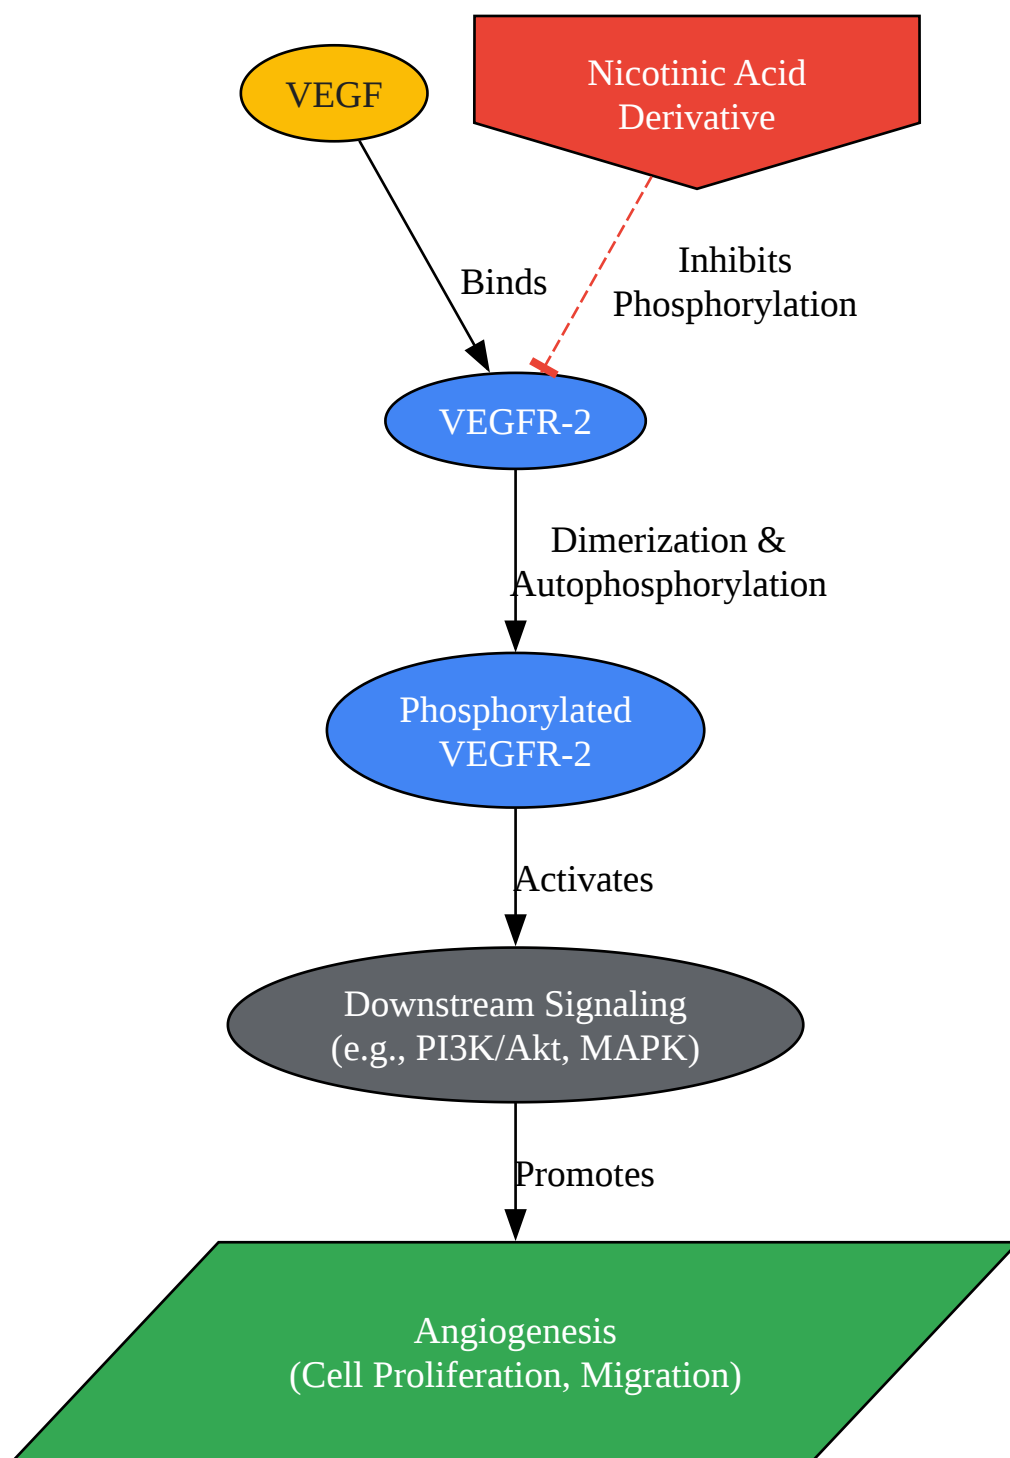 VEGF
Nicotinic Acid
Derivative
Binds
Inhibits
Phosphorylation
VEGFR-2
Dimerization &
Autophosphorylation
Phosphorylated
VEGFR-2
Activates
Downstream Signaling
(e.g., PI3K/Akt, MAPK)
Promotes
Angiogenesis
(Cell Proliferation, Migration)